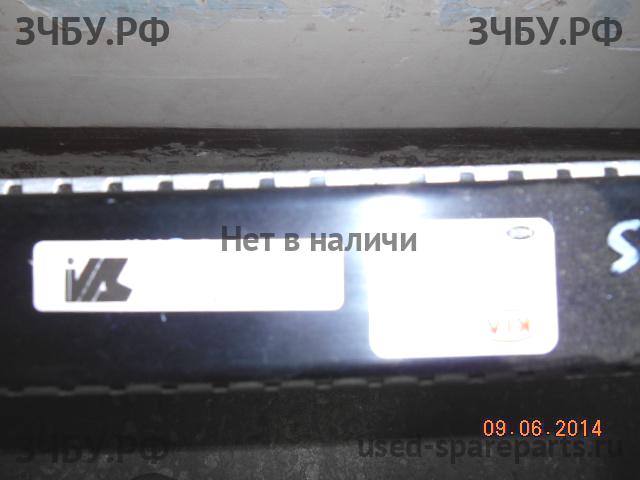 ЗЧБУ.РФ ЗЧБУ.РФ
Нет в наличи
KIA
S
09.06.2014
ЗЧБУ.РФ used-spareparts.ru